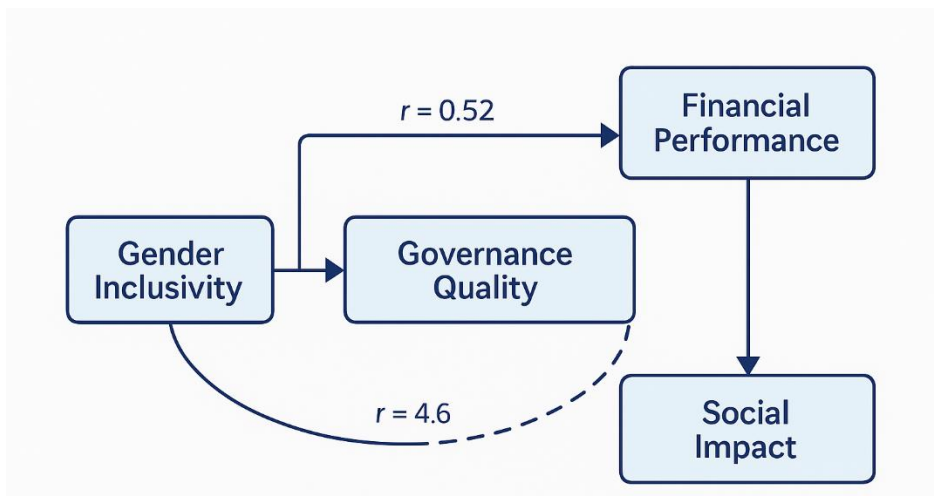 r = 0.52
Financial
Performance
Gender
Inclusivity
Governance
Quality
r = 4.6
Social
Impact